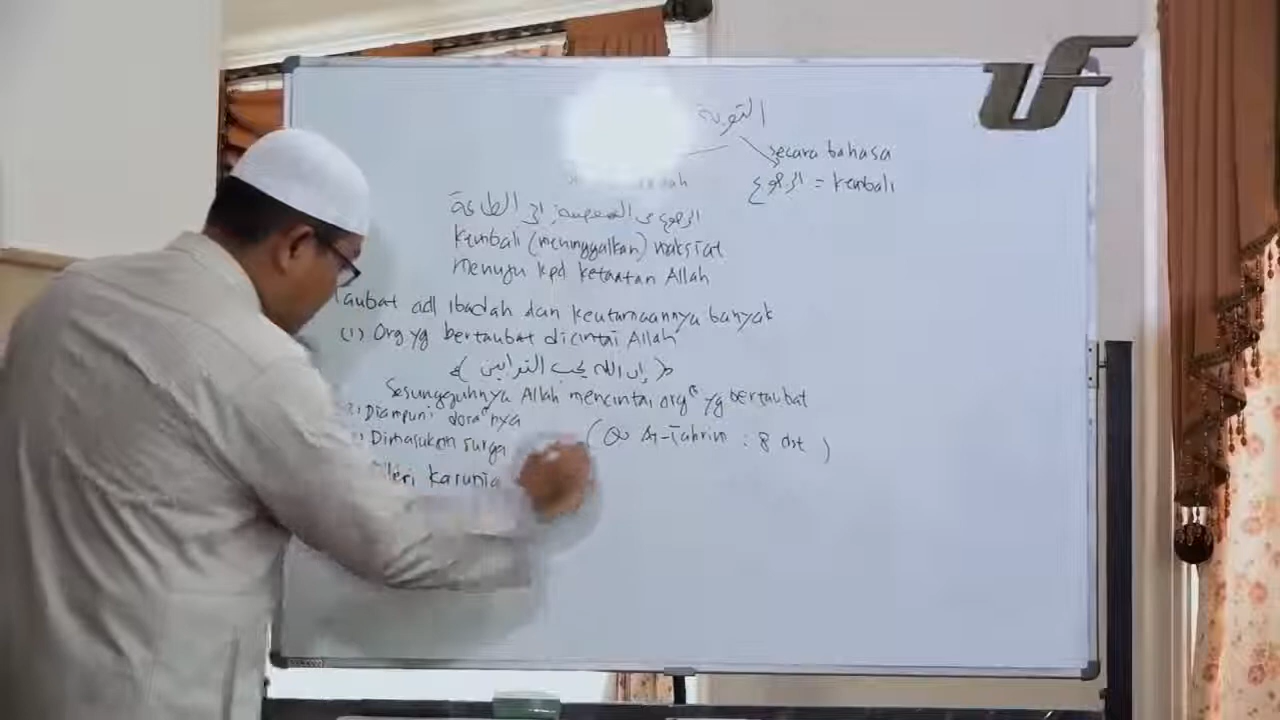 التوبة
secara bahasa
الرجوع = kembali
الرجوع من المعصية إلى الطاعة
kembali (meninggalkan) maksiat
menuju kpd ketaatan Allah
Taubat adl ibadah dan keutamaannya banyak
(1) Org yg bertaubat dicintai Allah
﴿ إن الله يحب التوابين ﴾
Sesungguhnya Allah mencintai org² yg bertaubat
Diampuni dosa²nya
Dimasukan surga
(QS At-Tahrim : 8 dst)
karunia
UF